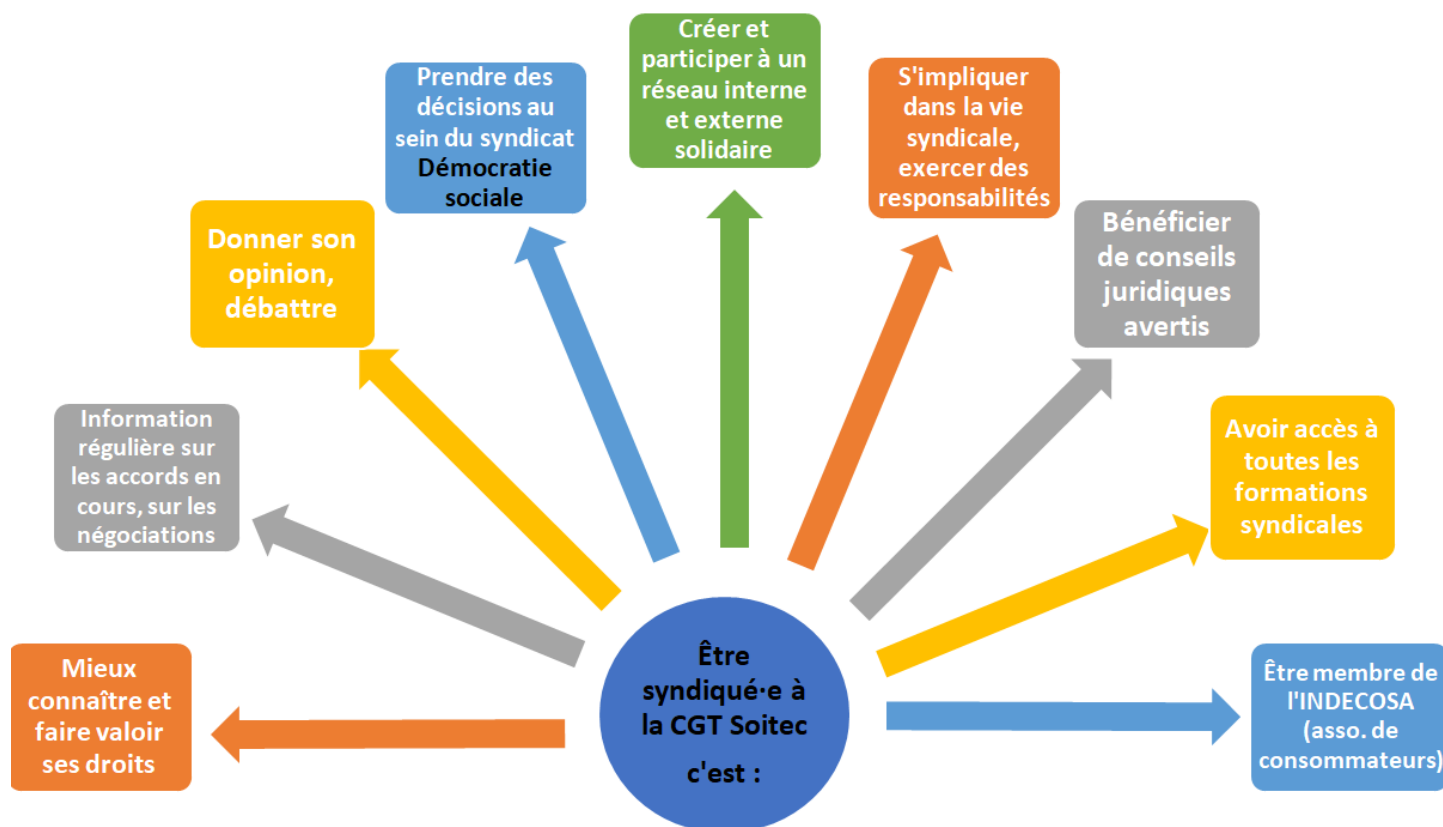 Créer et
participer à un
réseau interne
et externe
solidaire
Prendre des
décisions au
sein du syndicat
Démocratie
sociale
S'impliquer
dans la vie
syndicale,
exercer des
responsabilités
Donner son
opinion,
débattre
Bénéficier
de conseils
juridiques
avertis
Information
régulière sur
les accords en
cours, sur les
négociations
Avoir accès à
toutes les
formations
syndicales
Mieux
connaître et
faire valoir
ses droits
Être
syndiqué·e à
la CGT Soitec
c'est :
Être membre de
l'INDECOSA
(asso. de
consommateurs)